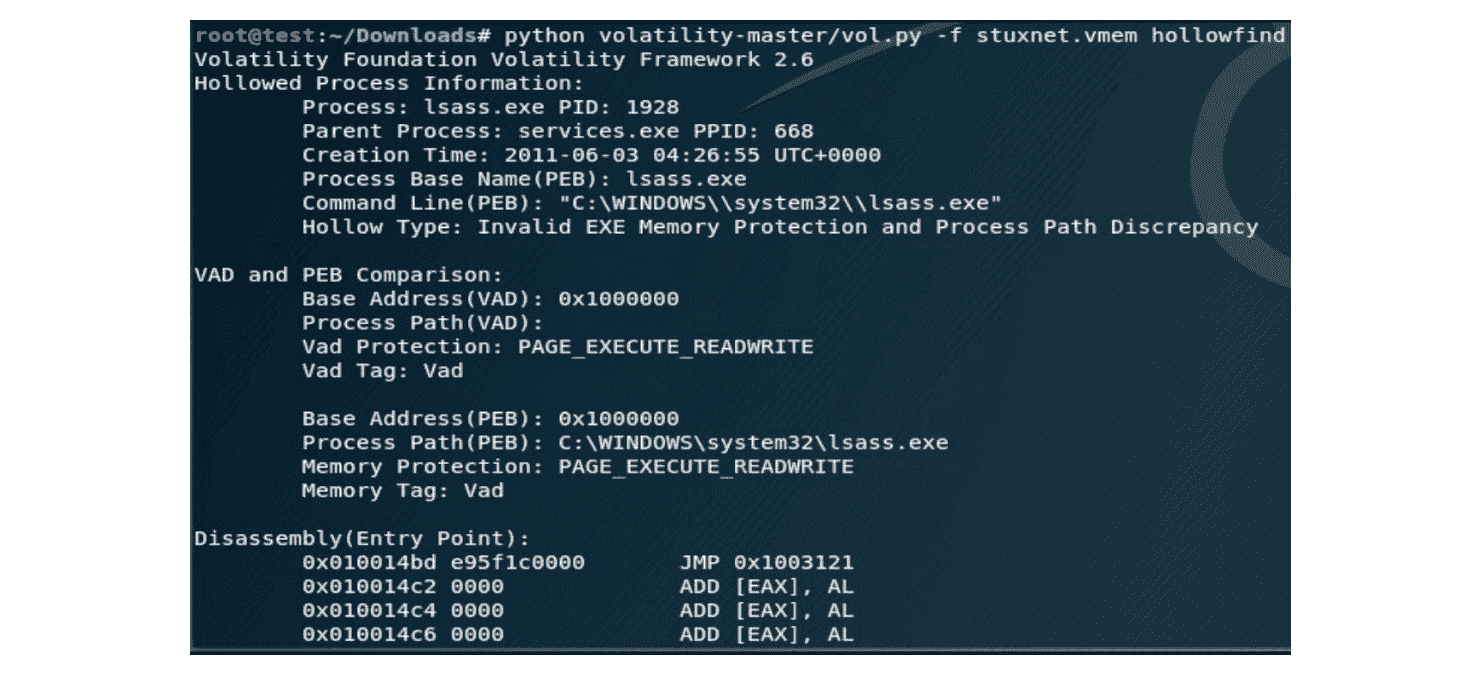 root@test:~/Downloads# python volatility-master/vol.py -f stuxnet.vmem hollowfind
Volatility Foundation Volatility Framework 2.6
Hollowed Process Information:
Process: lsass.exe PID: 1928
Parent Process: services.exe PPID: 668
Creation Time: 2011-06-03 04:26:55 UTC+0000
Process Base Name(PEB): lsass.exe
Command Line(PEB): "C:\WINDOWS\\system32\\lsass.exe"
Hollow Type: Invalid EXE Memory Protection and Process Path Discrepancy
VAD and PEB Comparison:
Base Address(VAD): 0x1000000
Process Path(VAD):
Vad Protection: PAGE_EXECUTE_READWRITE
Vad Tag: Vad
Base Address(PEB): 0x1000000
Process Path(PEB): C:\WINDOWS\system32\lsass.exe
Memory Protection: PAGE_EXECUTE_READWRITE
Memory Tag: Vad
Disassembly(Entry Point):
0x010014bd e95f1c0000 JMP 0x1003121
0x010014c2 0000 ADD [EAX], AL
0x010014c4 0000 ADD [EAX], AL
0x010014c6 0000 ADD [EAX], AL